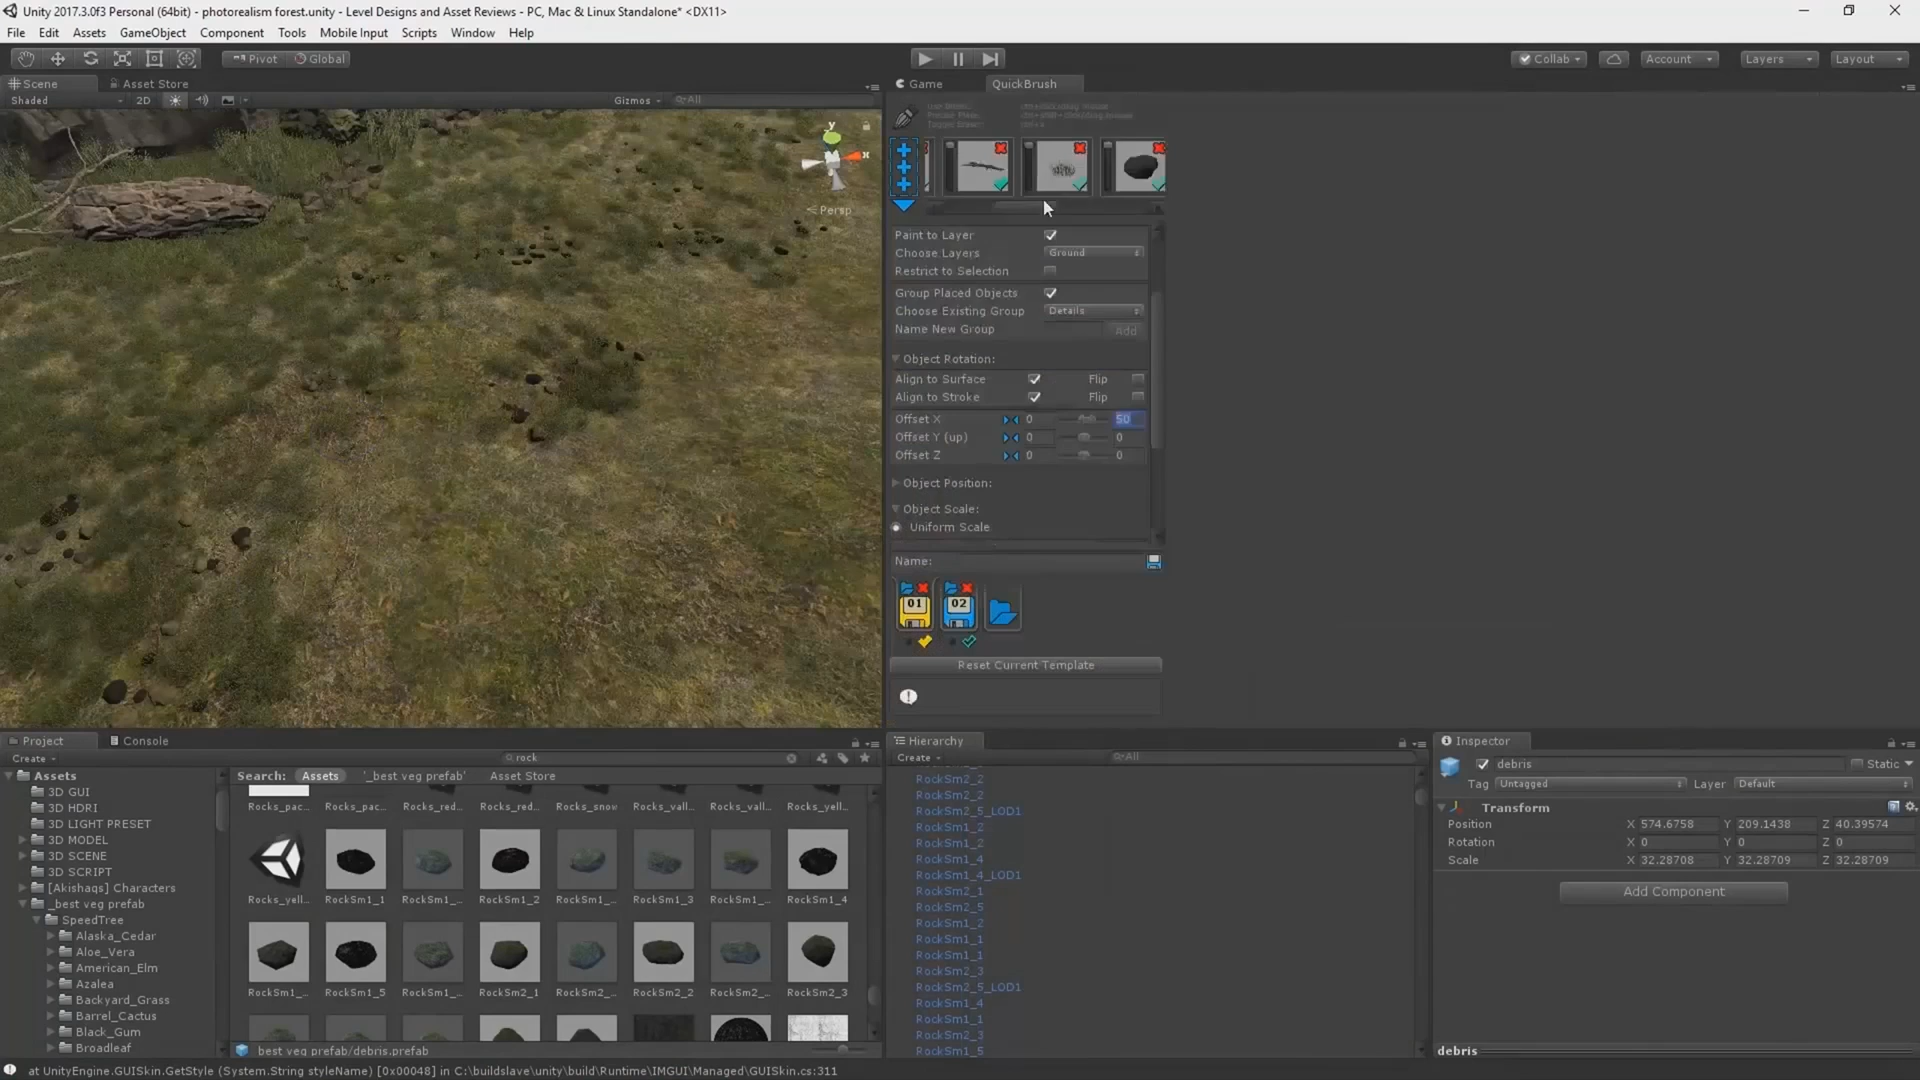 Unity 2017.3.0f3 Personal (64bit) - photorealism forest.unity - Level Designs and Asset Reviews - PC, Mac & Linux Standalone* <DX11>
File Edit Assets GameObject Component Tools Mobile Input Scripts Window Help
Pivot Global Collab Account Layers Layout
Scene Asset Store Game QuickBrush
Shaded 2D Gizmos All
y
x
Persp
Paint to Layer
Choose Layers Ground
Restrict to Selection
Group Placed Objects
Choose Existing Group Details
Name New Group Add
Object Rotation:
Align to Surface Flip
Align to Stroke Flip
Offset X 0 50
Offset Y (up) 0 0
Offset Z 0 0
Object Position:
Object Scale:
Uniform Scale
Name:
01 02
Reset Current Template
Project Console
Create rock
Search: Assets '_best veg prefab' Asset Store
Assets
3D GUI
3D HDRI
3D LIGHT PRESET
3D MODEL
3D SCENE
3D SCRIPT
[Akishaqs] Characters
_best veg prefab
SpeedTree
Alaska_Cedar
Aloe_Vera
American_Elm
Azalea
Backyard_Grass
Barrel_Cactus
Black_Gum
Broadleaf
Rocks_pac... Rocks_pac... Rocks_red... Rocks_red... Rocks_snow Rocks_vall... Rocks_vall... Rocks_yell...
Rocks_yell... RockSm1_1 RockSm1_... RockSm1_2 RockSm1_... RockSm1_3 RockSm1_... RockSm1_4
RockSm1_... RockSm1_5 RockSm1_... RockSm2_1 RockSm2_... RockSm2_2 RockSm2_... RockSm2_3
best veg prefab/debris.prefab
Hierarchy
Create All
RockSm2_2
RockSm2_2
RockSm2_5_LOD1
RockSm1_2
RockSm1_2
RockSm1_4
RockSm1_4_LOD1
RockSm2_1
RockSm2_5
RockSm1_2
RockSm1_1
RockSm1_1
RockSm2_3
RockSm2_5_LOD1
RockSm1_4
RockSm1_1
RockSm2_3
RockSm1_5
Inspector
debris Static
Tag Untagged Layer Default
Transform
Position X 574.6758 Y 209.1438 Z 40.39574
Rotation X 0 Y 0 Z 0
Scale X 32.28708 Y 32.28709 Z 32.28709
Add Component
debris
at UnityEngine.GUISkin.GetStyle (System.String styleName) [0x00048] in C:\buildslave\unity\build\Runtime\IMGUI\Managed\GUISkin.cs:311